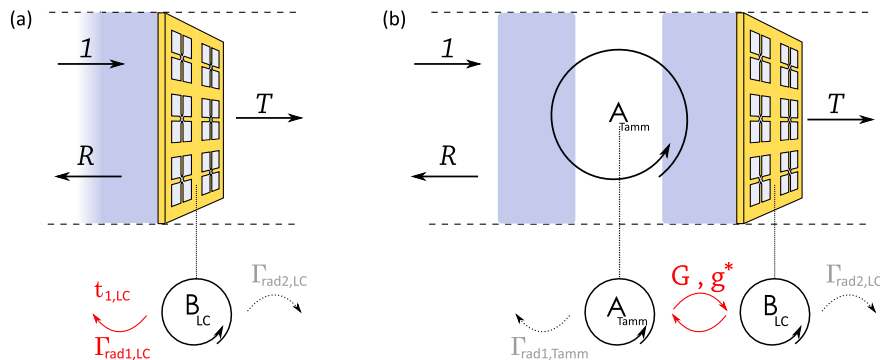 (a)
1
R
T
B LC
t1,LC
Γrad1,LC
Γrad2,LC
(b)
1
R
A Tamm
T
A Tamm
Γrad1,Tamm
G , g*
B LC
Γrad2,LC